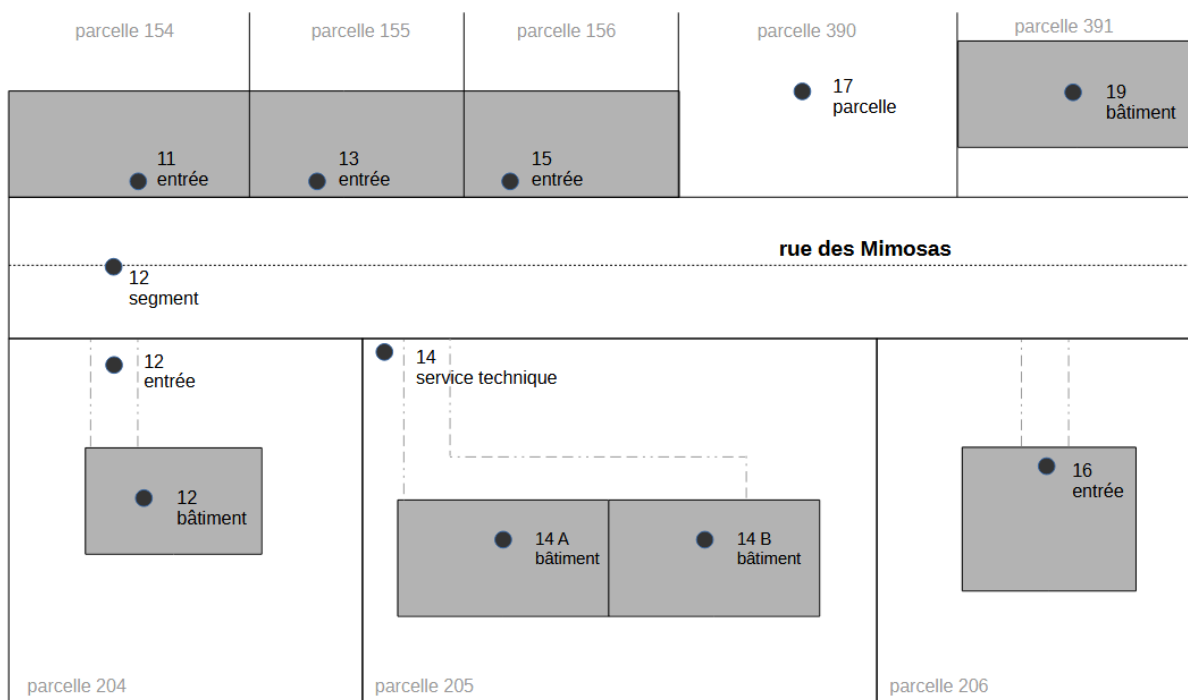 parcelle 154
parcelle 155
parcelle 156
parcelle 390
parcelle 391
17
parcelle
19
bâtiment
11
entrée
13
entrée
15
entrée
rue des Mimosas
12
segment
12
entrée
14
service technique
12
bâtiment
14 A
bâtiment
14 B
bâtiment
16
entrée
parcelle 204
parcelle 205
parcelle 206